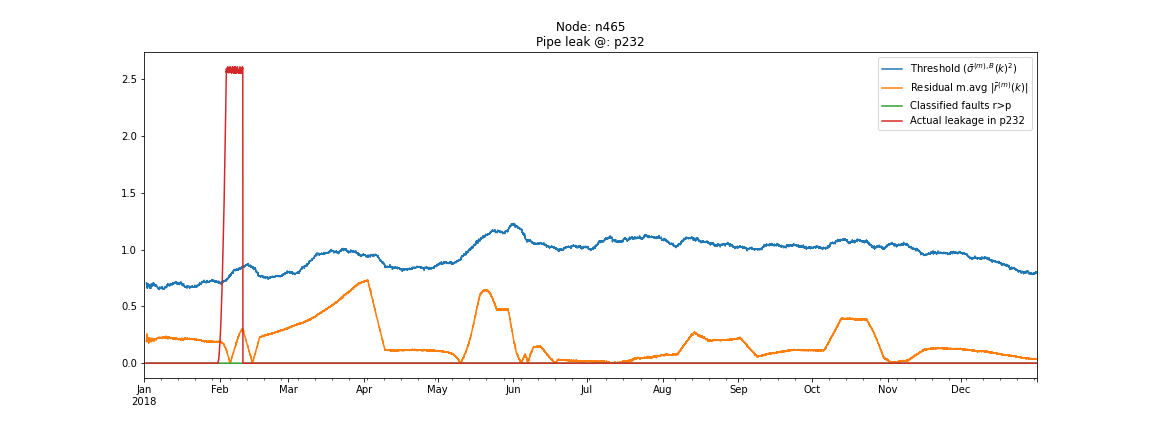 Node: n465
Pipe leak @: p232
Threshold (σ̄⁽ᵐ⁾,ᴮ(k)²)
Residual m.avg |r̄⁽ᵐ⁾(k)|
Classified faults r>p
Actual leakage in p232
2.5
2.0
1.5
1.0
0.5
0.0
Jan Feb Mar Apr May Jun Jul Aug Sep Oct Nov Dec
2018